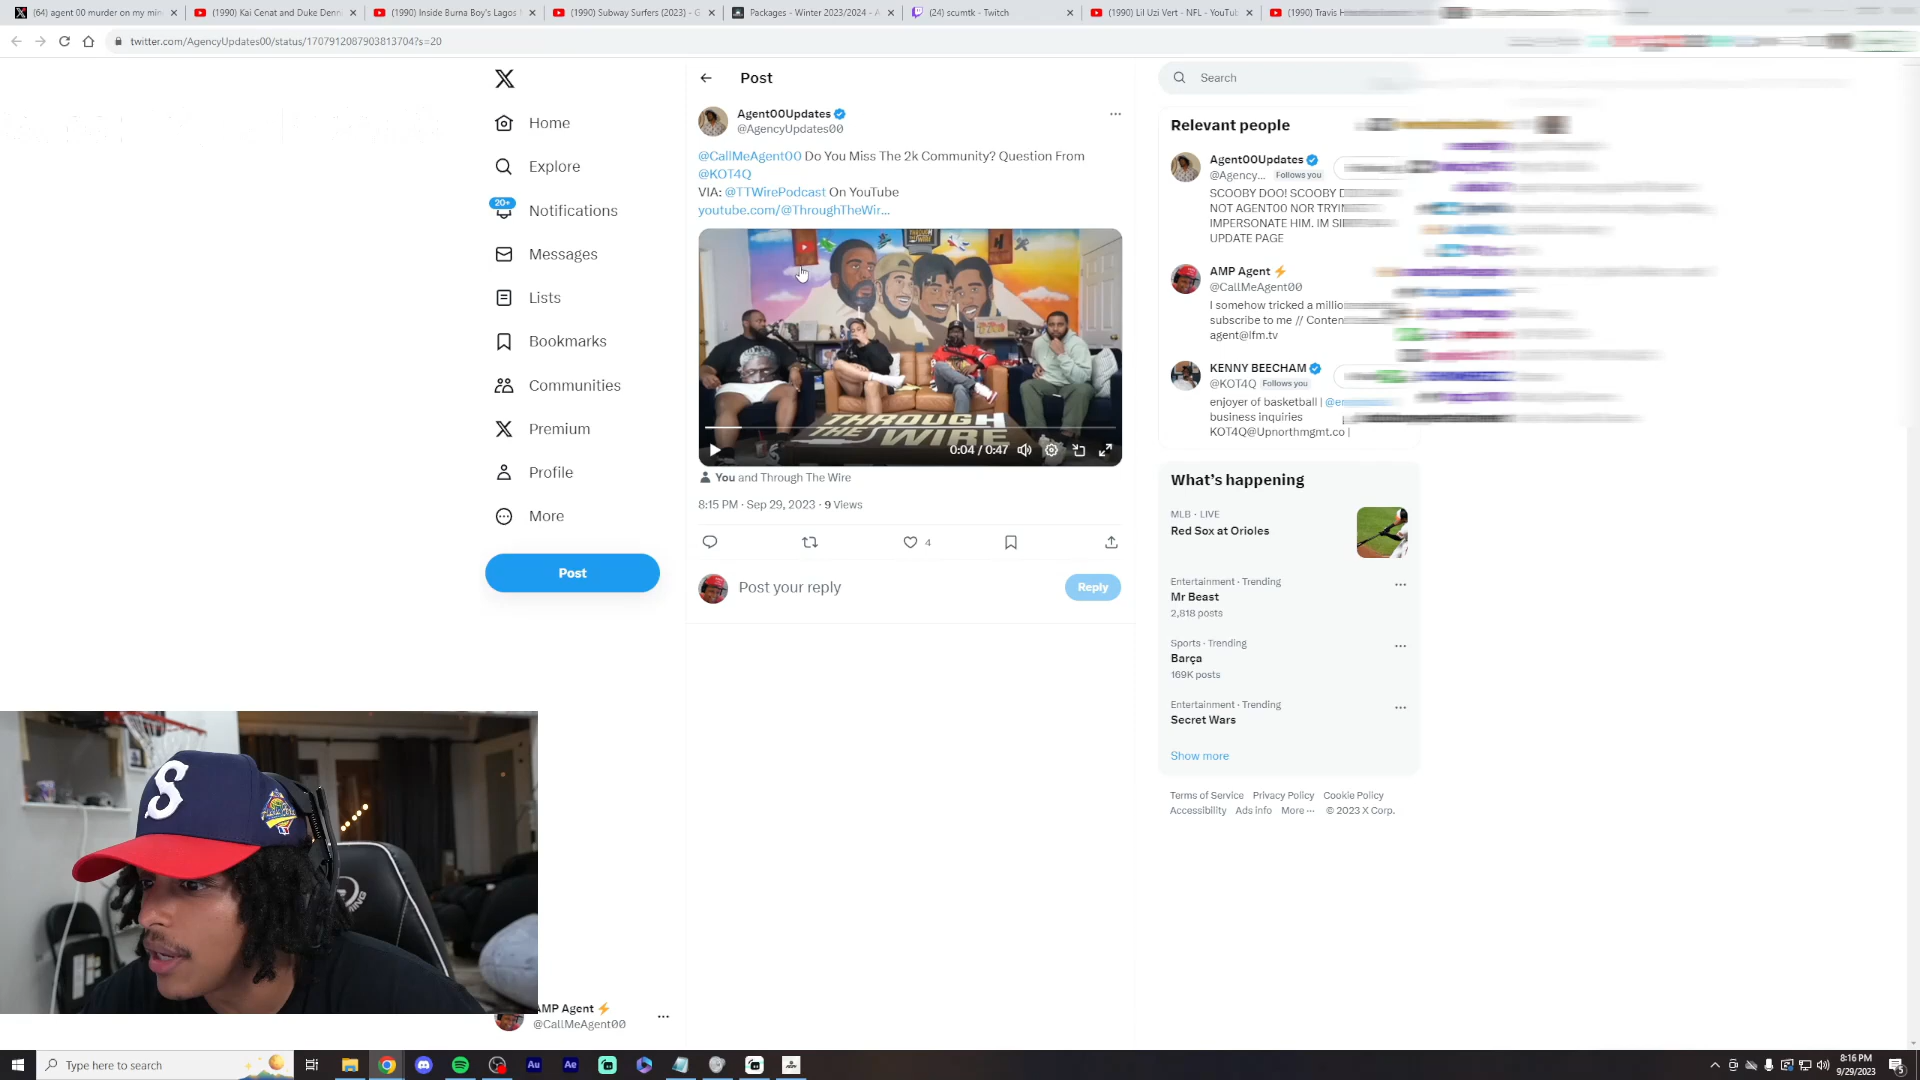 (64) agent 00 murder on my min
(1990) Kai Cenat and Duke Denni
(1990) Inside Burna Boy's Lagos
(1990) Subway Surfers (2023) - G
Packages - Winter 2023/2024 - A
(24) scumtk - Twitch
(1990) Lil Uzi Vert - NFL - YouTub
(1990) Travis H
twitter.com/AgencyUpdates00/status/1707912087903813704?s=20
Home
Explore
20+
Notifications
Messages
Lists
Bookmarks
Communities
Premium
Profile
More
Post
AMP Agent ⚡
@CallMeAgent00
Post
Agent00Updates
@AgencyUpdates00
@CallMeAgent00 Do You Miss The 2k Community? Question From
@KOT4Q
VIA: @TTWirePodcast On YouTube
youtube.com/@ThroughTheWir...
THROUGH
THE WIRE
0:04 / 0:47
You and Through The Wire
8:15 PM · Sep 29, 2023 · 9 Views
4
Post your reply
Reply
Search
Relevant people
Agent00Updates
@Agency... Follows you
SCOOBY DOO! SCOOBY
NOT AGENT00 NOR
IMPERSONATE HIM. IM
UPDATE PAGE
AMP Agent ⚡
@CallMeAgent00
I somehow tricked a
subscribe to me //
agent@lfm.tv
KENNY BEECHAM
@KOT4Q Follows you
enjoyer of basketball |
business inquiries
KOT4Q@Upnorthmgmt.co |
What's happening
MLB · LIVE
Red Sox at Orioles
Entertainment · Trending
Mr Beast
2,818 posts
Sports · Trending
Barça
169K posts
Entertainment · Trending
Secret Wars
Show more
Terms of Service Privacy Policy Cookie Policy
Accessibility Ads info More ··· © 2023 X Corp.
S
Type here to search
Au
Ae
8:16 PM
9/29/2023
5